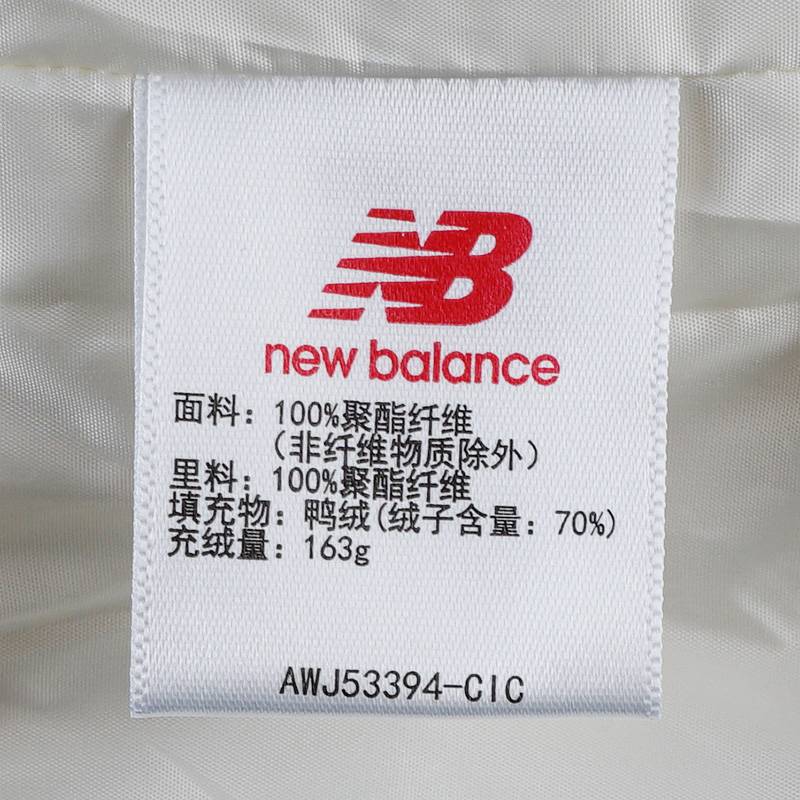 NB
new balance
面料：100%聚酯纤维
（非纤维物质除外）
里料：100%聚酯纤维
填充物：鸭绒(绒子含量：70%)
充绒量：163g
AWJ53394-CIC